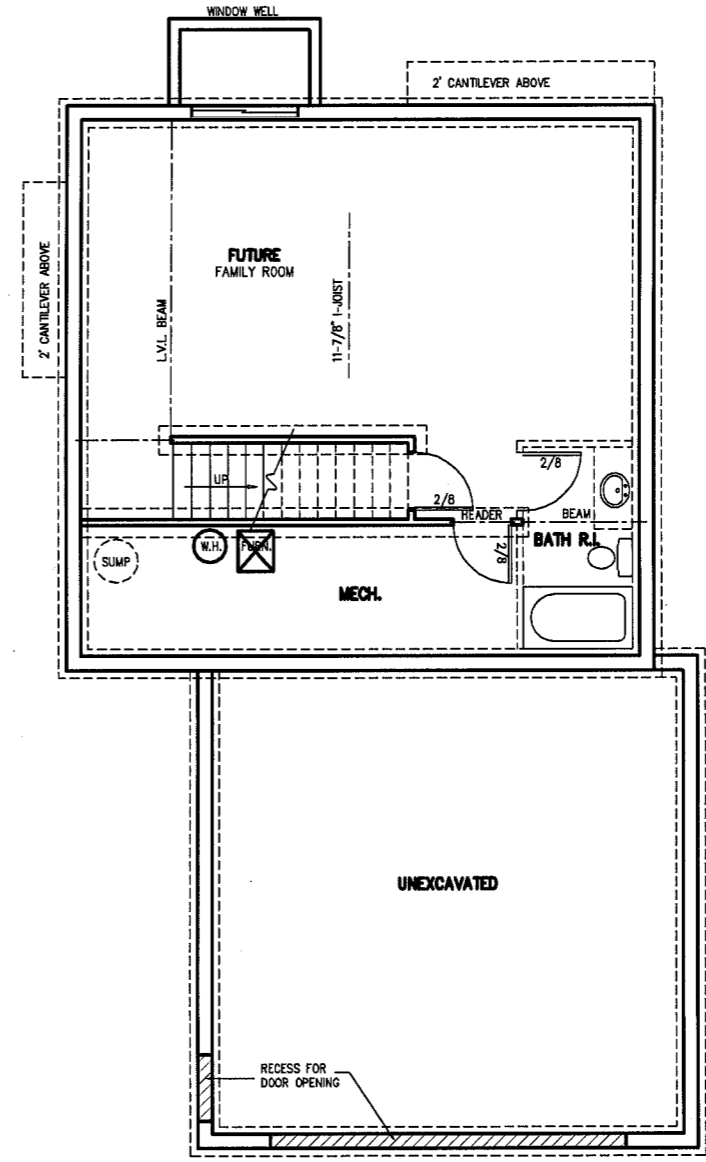 WINDOW WELL
2' CANTILEVER ABOVE
2' CANTILEVER ABOVE
FUTURE
FAMILY ROOM
L.V.L BEAM
11-7/8" I-JOIST
UP
2/8
2/8
HEADER
BEAM
BATH R.I.
2/8
W.H.
FURN.
SUMP
MECH.
UNEXCAVATED
RECESS FOR
DOOR OPENING